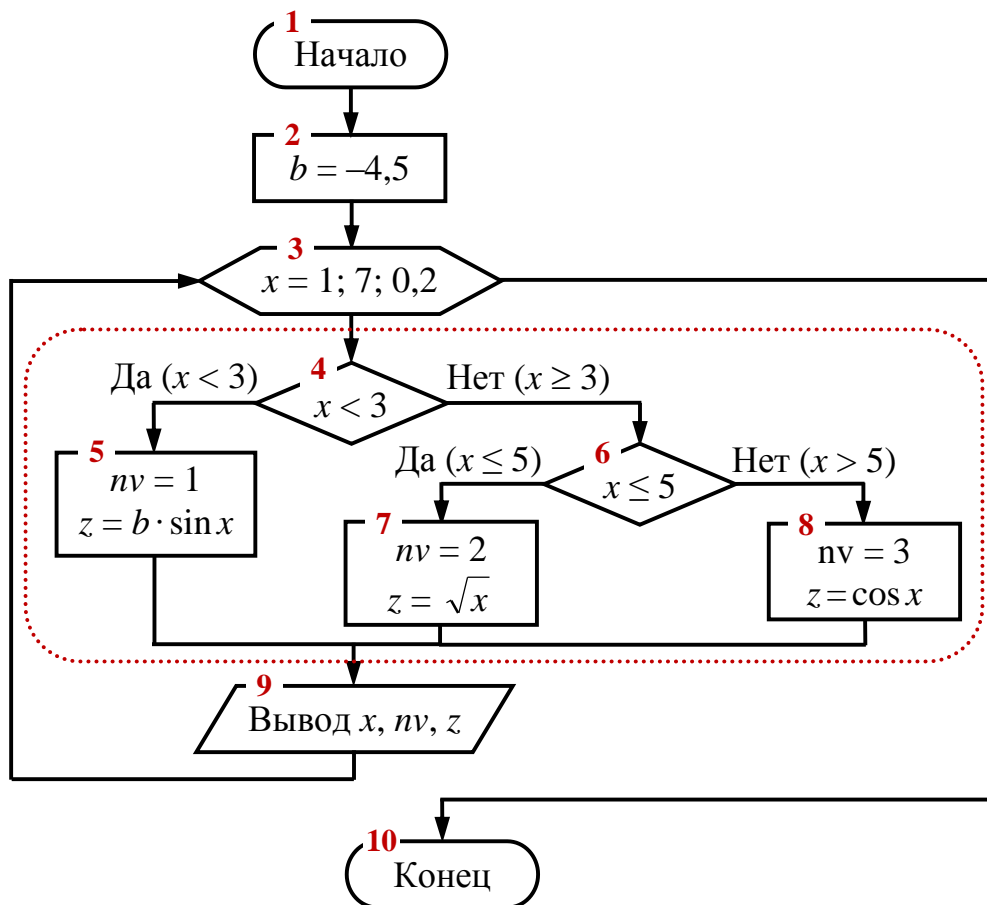 1
Начало
2
b = –4,5
3
x = 1; 7; 0,2
Да (x < 3)
4
x < 3
Нет (x ≥ 3)
5
nv = 1
z = b · sin x
Да (x ≤ 5)
6
x ≤ 5
Нет (x > 5)
7
nv = 2
z = √x
8
nv = 3
z = cos x
9
Вывод x, nv, z
10
Конец